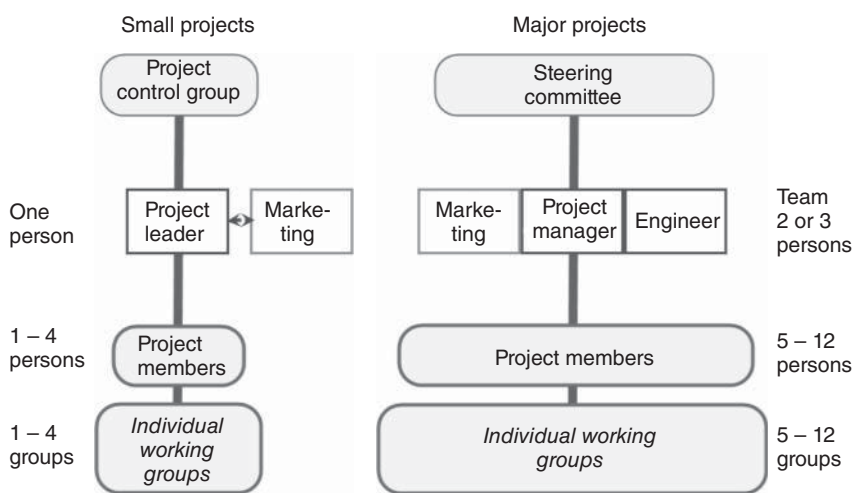 Small projects
Major projects
Project
control group
Steering
committee
One
person
Project
leader
Marke-
ting
Marke-
ting
Project
manager
Engineer
Team
2 or 3
persons
1 – 4
persons
Project
members
Project members
5 – 12
persons
1 – 4
groups
Individual
working
groups
Individual working
groups
5 – 12
groups